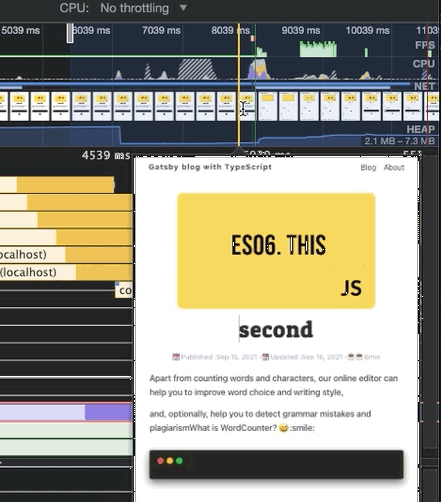 CPU: No throttling
5039 ms 6039 ms 7039 ms 8039 ms 9039 ms 10039 ms 11039
FPS
CPU
NET
HEAP
2.1 MB – 7.3 MB
4539 ms
Gatsby blog with TypeScript Blog About
ES06. THIS
JS
second
📅Published :Sep 15, 2021 · 📅Updated :Sep 16, 2021 · ☕☕6min
Apart from counting words and characters, our online editor can
help you to improve word choice and writing style,
and, optionally, help you to detect grammar mistakes and
plagiarismWhat is WordCounter? 😄:smile:
ocalhost)
(localhost)
co